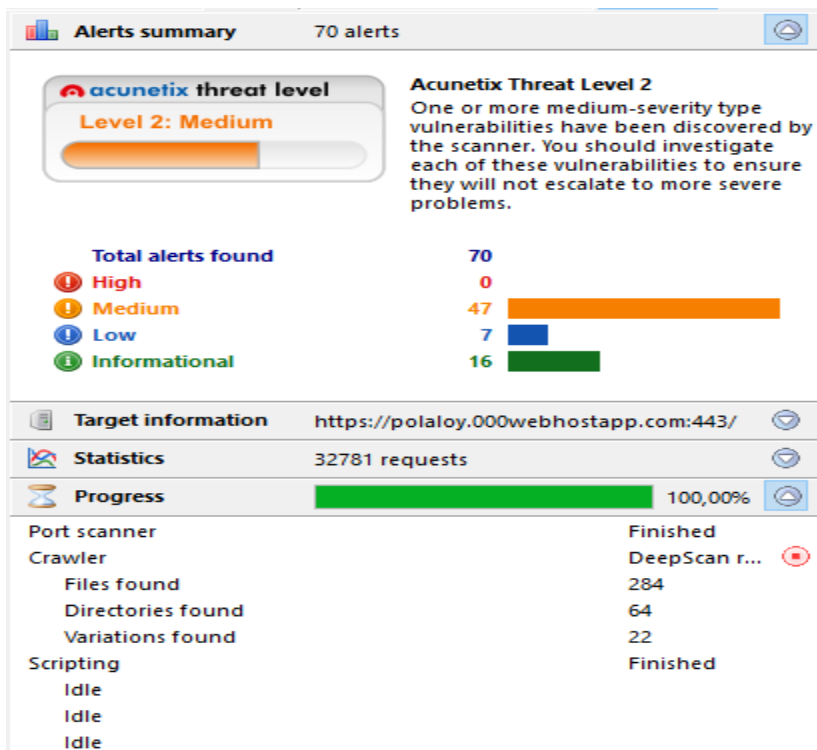 Alerts summary 70 alerts
acunetix threat level
Level 2: Medium
Acunetix Threat Level 2
One or more medium-severity type
vulnerabilities have been discovered by
the scanner. You should investigate
each of these vulnerabilities to ensure
they will not escalate to more severe
problems.
Total alerts found 70
High 0
Medium 47
Low 7
Informational 16
Target information https://polaloy.000webhostapp.com:443/
Statistics 32781 requests
Progress 100,00%
Port scanner Finished
Crawler DeepScan r...
Files found 284
Directories found 64
Variations found 22
Scripting Finished
Idle
Idle
Idle